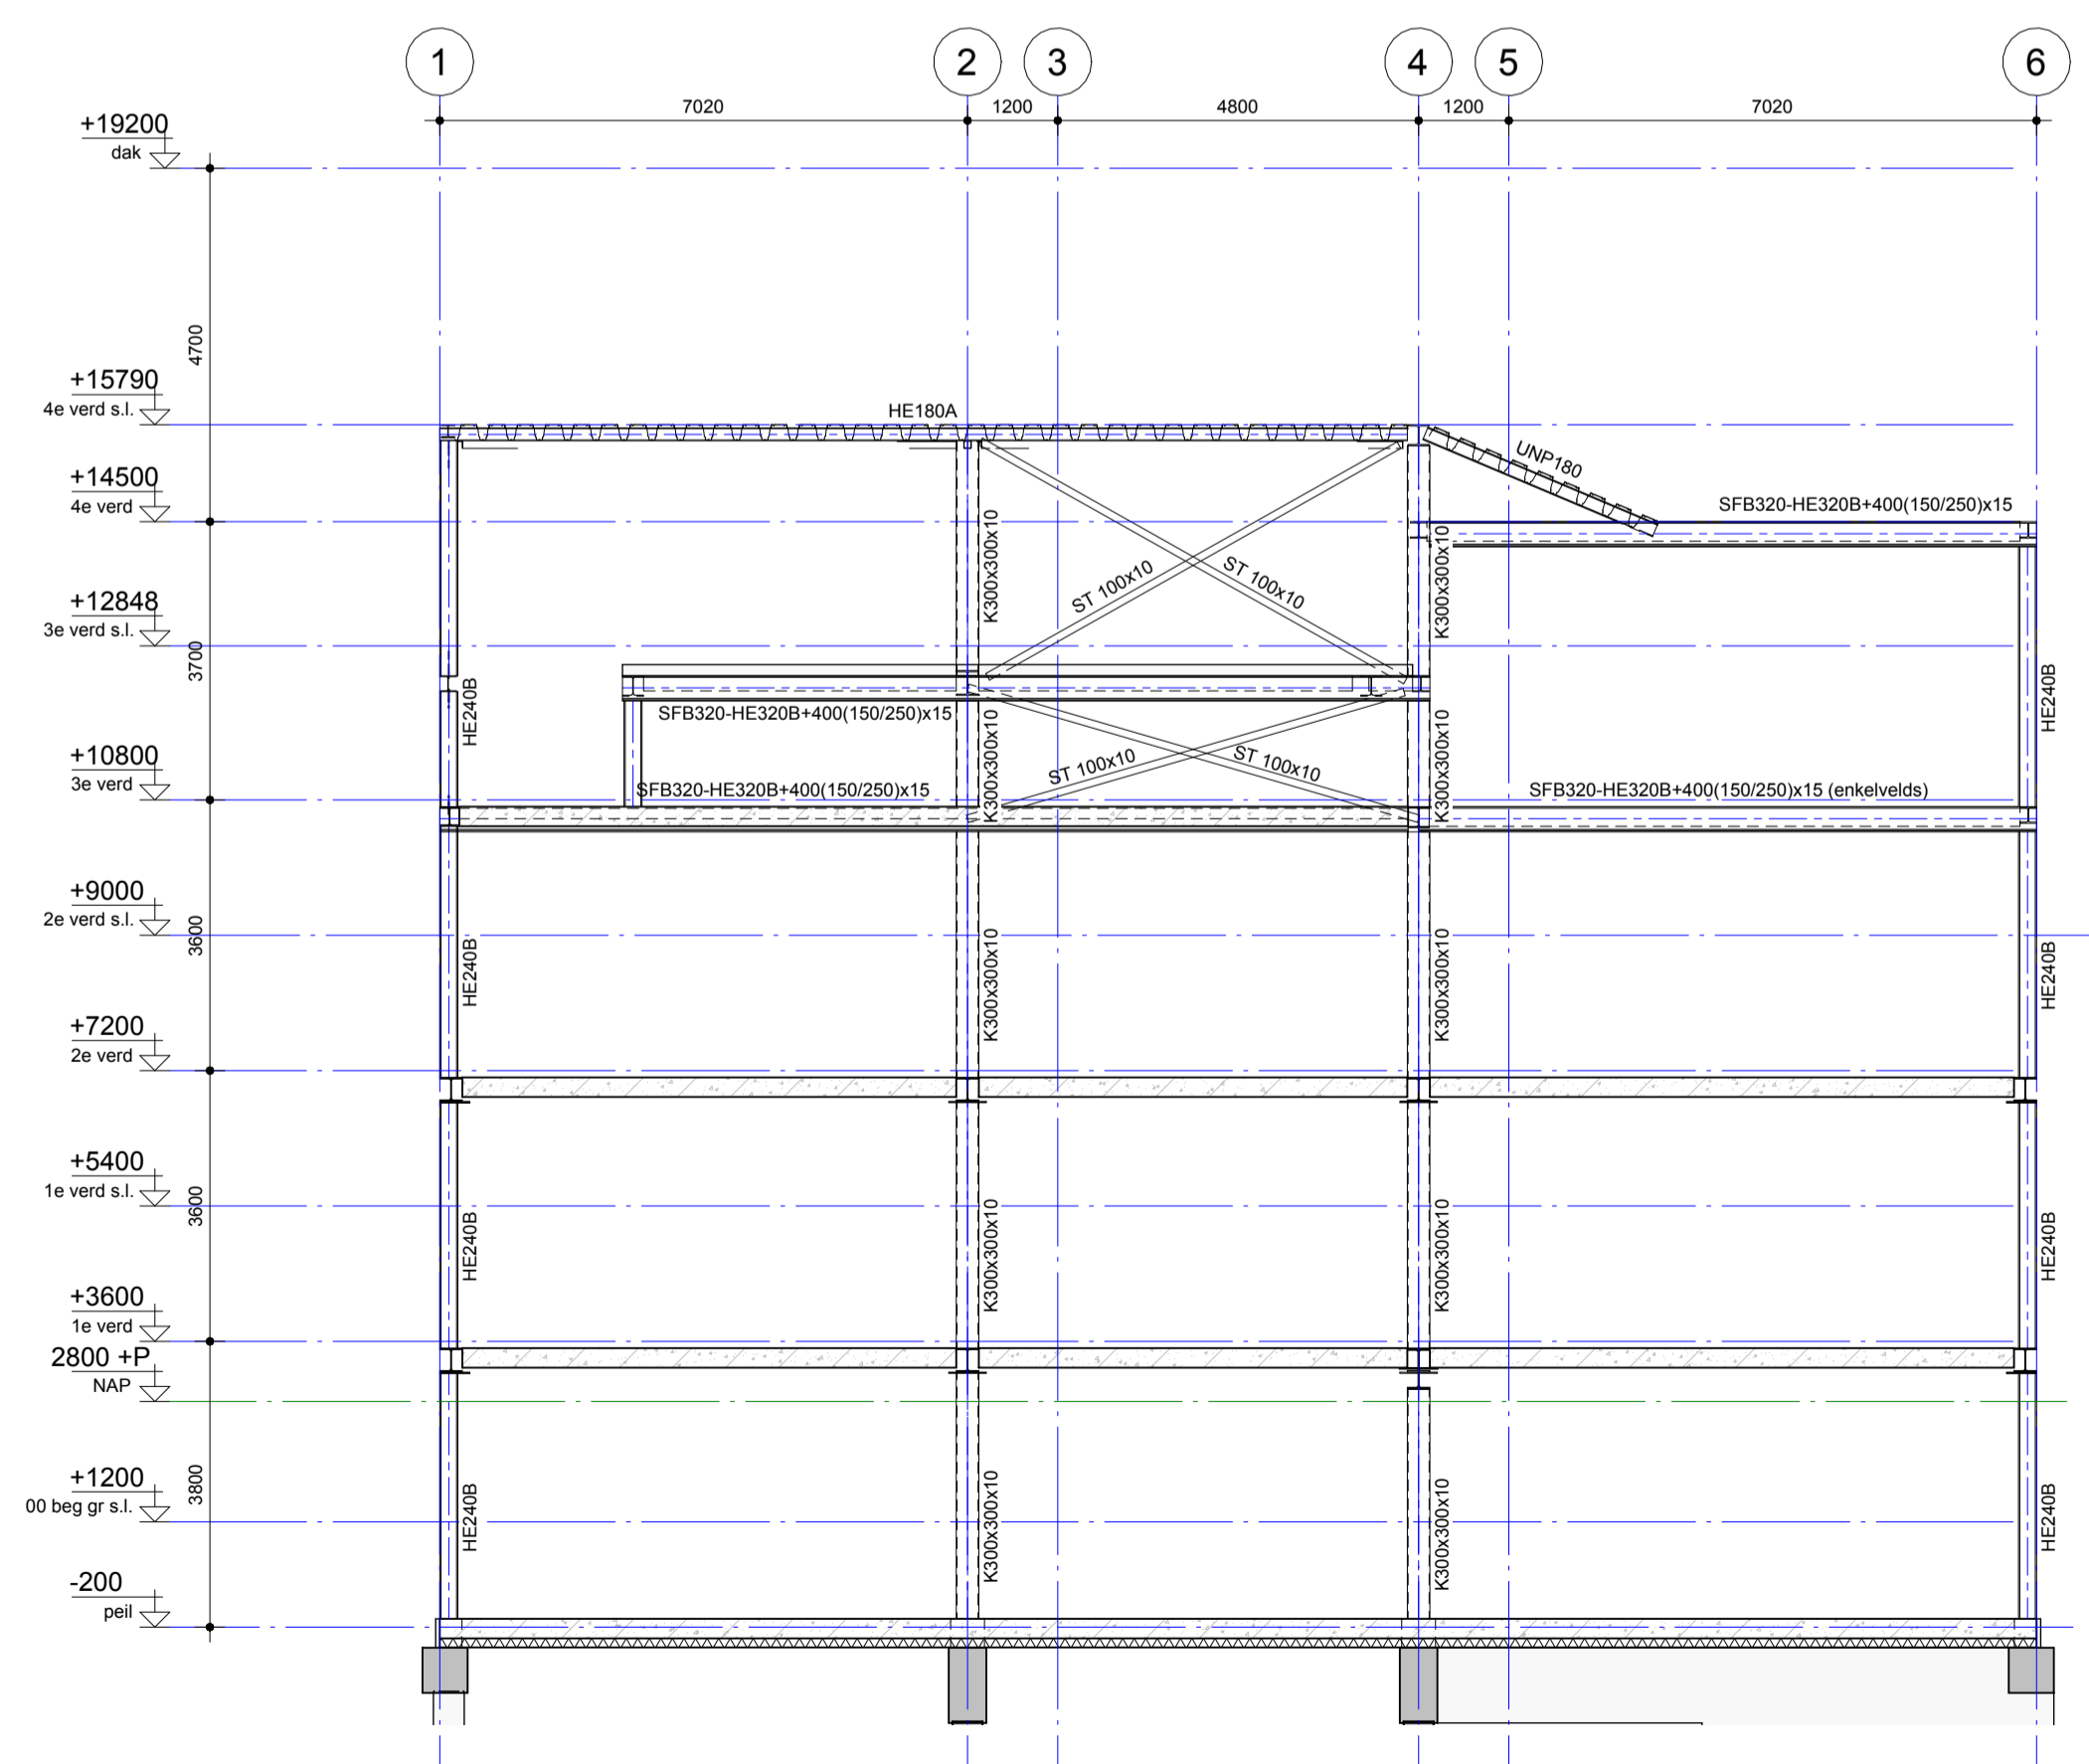 1 2 3 4 5 6
7020 1200 4800 1200 7020
+19200
dak
4700
+15790
4e verd s.l.
HE180A
UNP180
+14500
4e verd
SFB320-HE320B+400(150/250)x15
K300x300x10
K300x300x10
ST 100x10
ST 100x10
+12848
3e verd s.l.
3700
HE240B
SFB320-HE320B+400(150/250)x15
K300x300x10
ST 100x10
ST 100x10
K300x300x10
HE240B
+10800
3e verd
SFB320-HE320B+400(150/250)x15
SFB320-HE320B+400(150/250)x15 (enkelvelds)
+9000
2e verd s.l.
3600
HE240B
K300x300x10
K300x300x10
HE240B
+7200
2e verd
+5400
1e verd s.l.
3600
HE240B
K300x300x10
K300x300x10
HE240B
+3600
1e verd
2800 +P
NAP
+1200
00 beg gr s.l.
3800
HE240B
K300x300x10
K300x300x10
HE240B
-200
peil